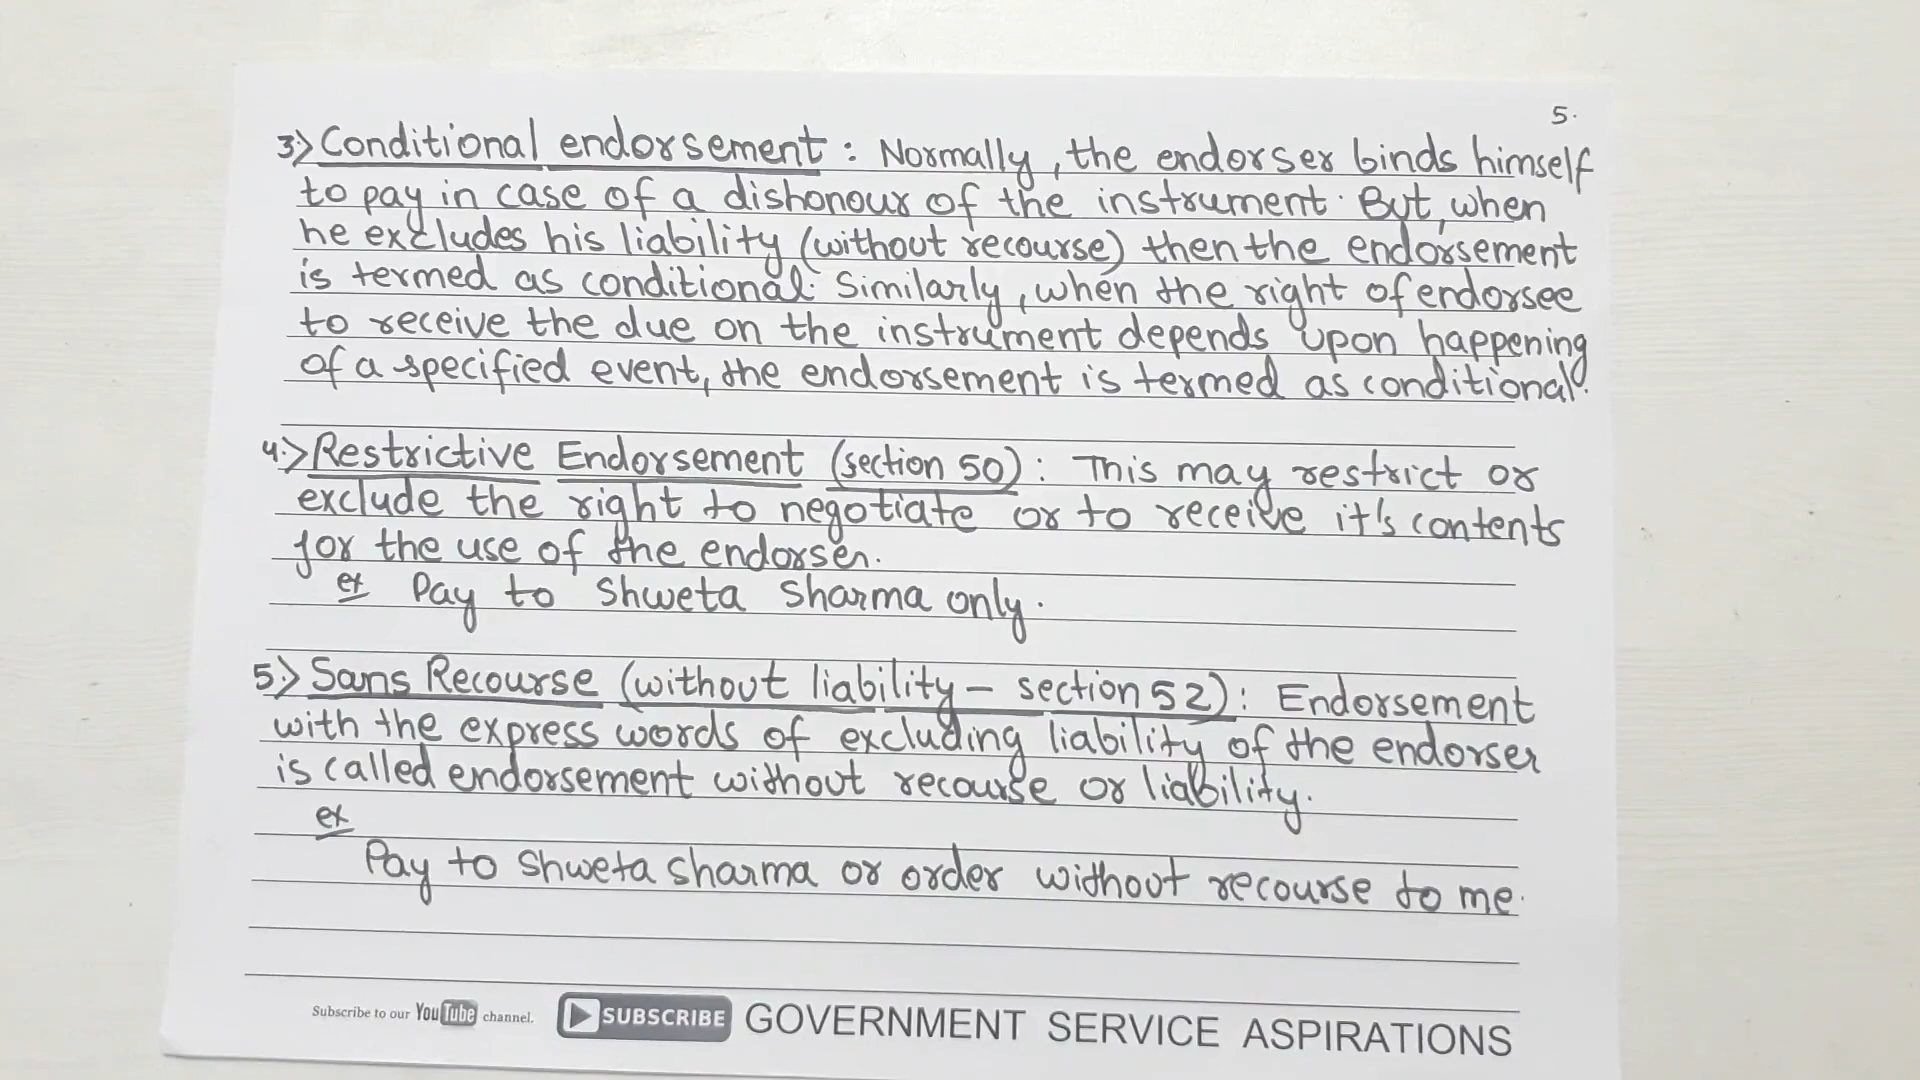 5.
3.) Conditional endorsement : Normally, the endorser binds himself
to pay in case of a dishonour of the instrument. But, when
he excludes his liability (without recourse) then the endorsement
is termed as conditional. Similarly, when the right of endorsee
to receive the due on the instrument depends upon happening
of a specified event, the endorsement is termed as conditional.
4.) Restrictive Endorsement (section 50) : This may restrict or
exclude the right to negotiate or to receive it's contents
for the use of the endorser.
ex Pay to Shweta Sharma only.
5.) Sans Recourse (without liability - section 52) : Endorsement
with the express words of excluding liability of the endorser
is called endorsement without recourse or liability.
ex
Pay to Shweta Sharma or order without recourse to me.
Subscribe to our YouTube channel. SUBSCRIBE GOVERNMENT SERVICE ASPIRATIONS